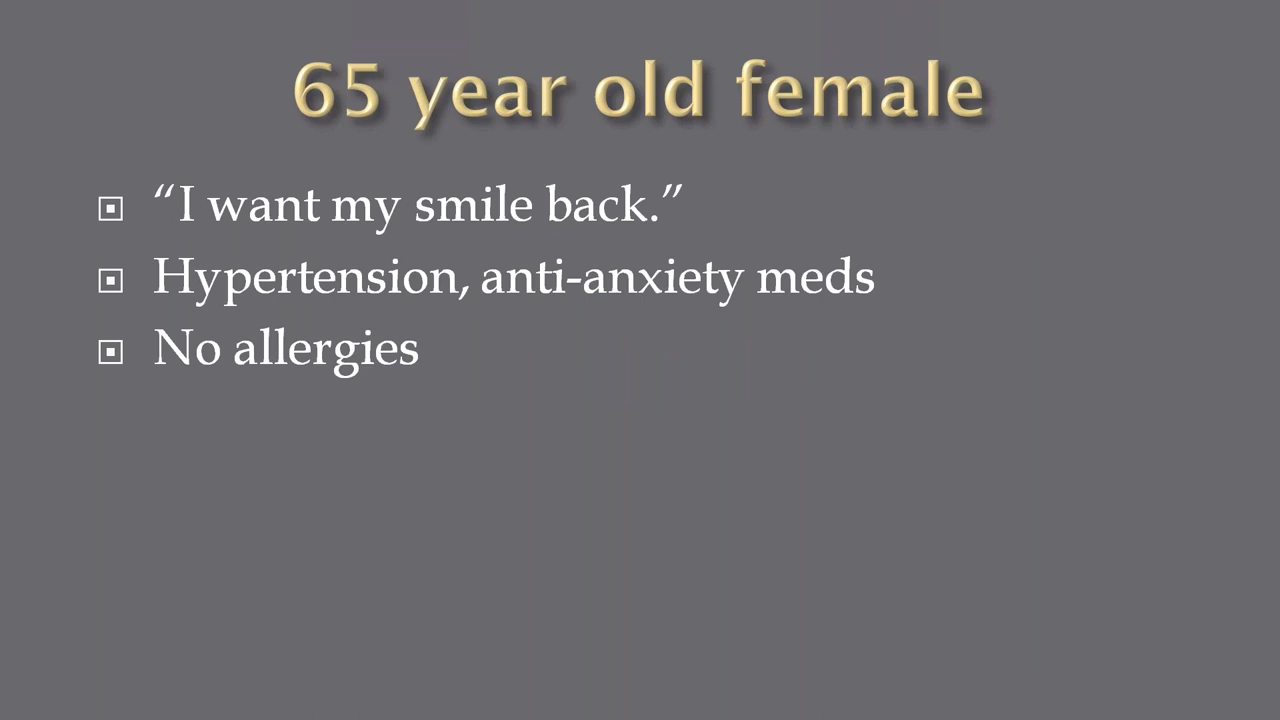 65 year old female
“I want my smile back.”
Hypertension, anti-anxiety meds
No allergies